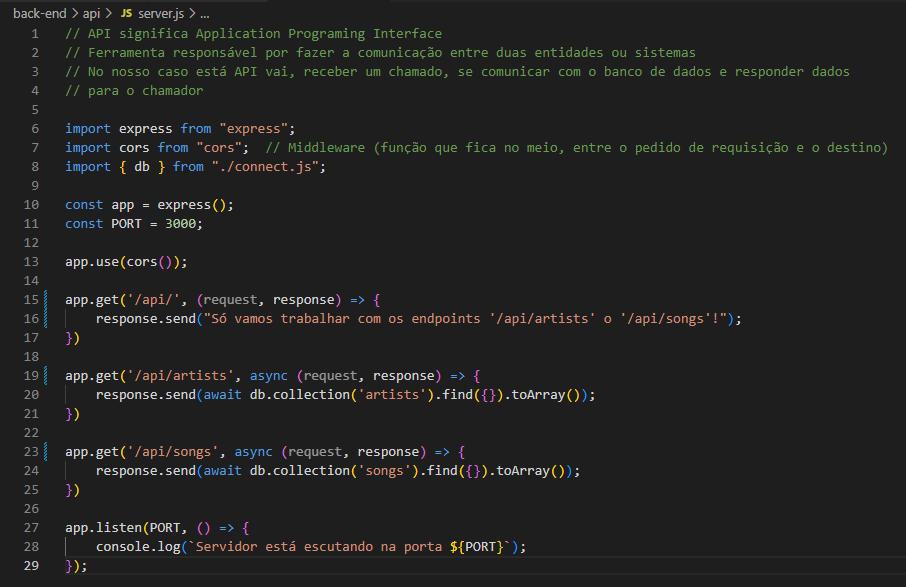 back-end > api > JS server.js > ...
1 // API significa Application Programing Interface
2 // Ferramenta responsável por fazer a comunicação entre duas entidades ou sistemas
3 // No nosso caso está API vai, receber um chamado, se comunicar com o banco de dados e responder dados
4 // para o chamador
5
6 import express from "express";
7 import cors from "cors";  // Middleware (função que fica no meio, entre o pedido de requisição e o destino)
8 import { db } from "./connect.js";
9
10 const app = express();
11 const PORT = 3000;
12
13 app.use(cors());
14
15 app.get('/api/', (request, response) => {
16     response.send("Só vamos trabalhar com os endpoints '/api/artists' o '/api/songs'!");
17 })
18
19 app.get('/api/artists', async (request, response) => {
20     response.send(await db.collection('artists').find({}).toArray());
21 })
22
23 app.get('/api/songs', async (request, response) => {
24     response.send(await db.collection('songs').find({}).toArray());
25 })
26
27 app.listen(PORT, () => {
28     console.log(`Servidor está escutando na porta ${PORT}`);
29 });